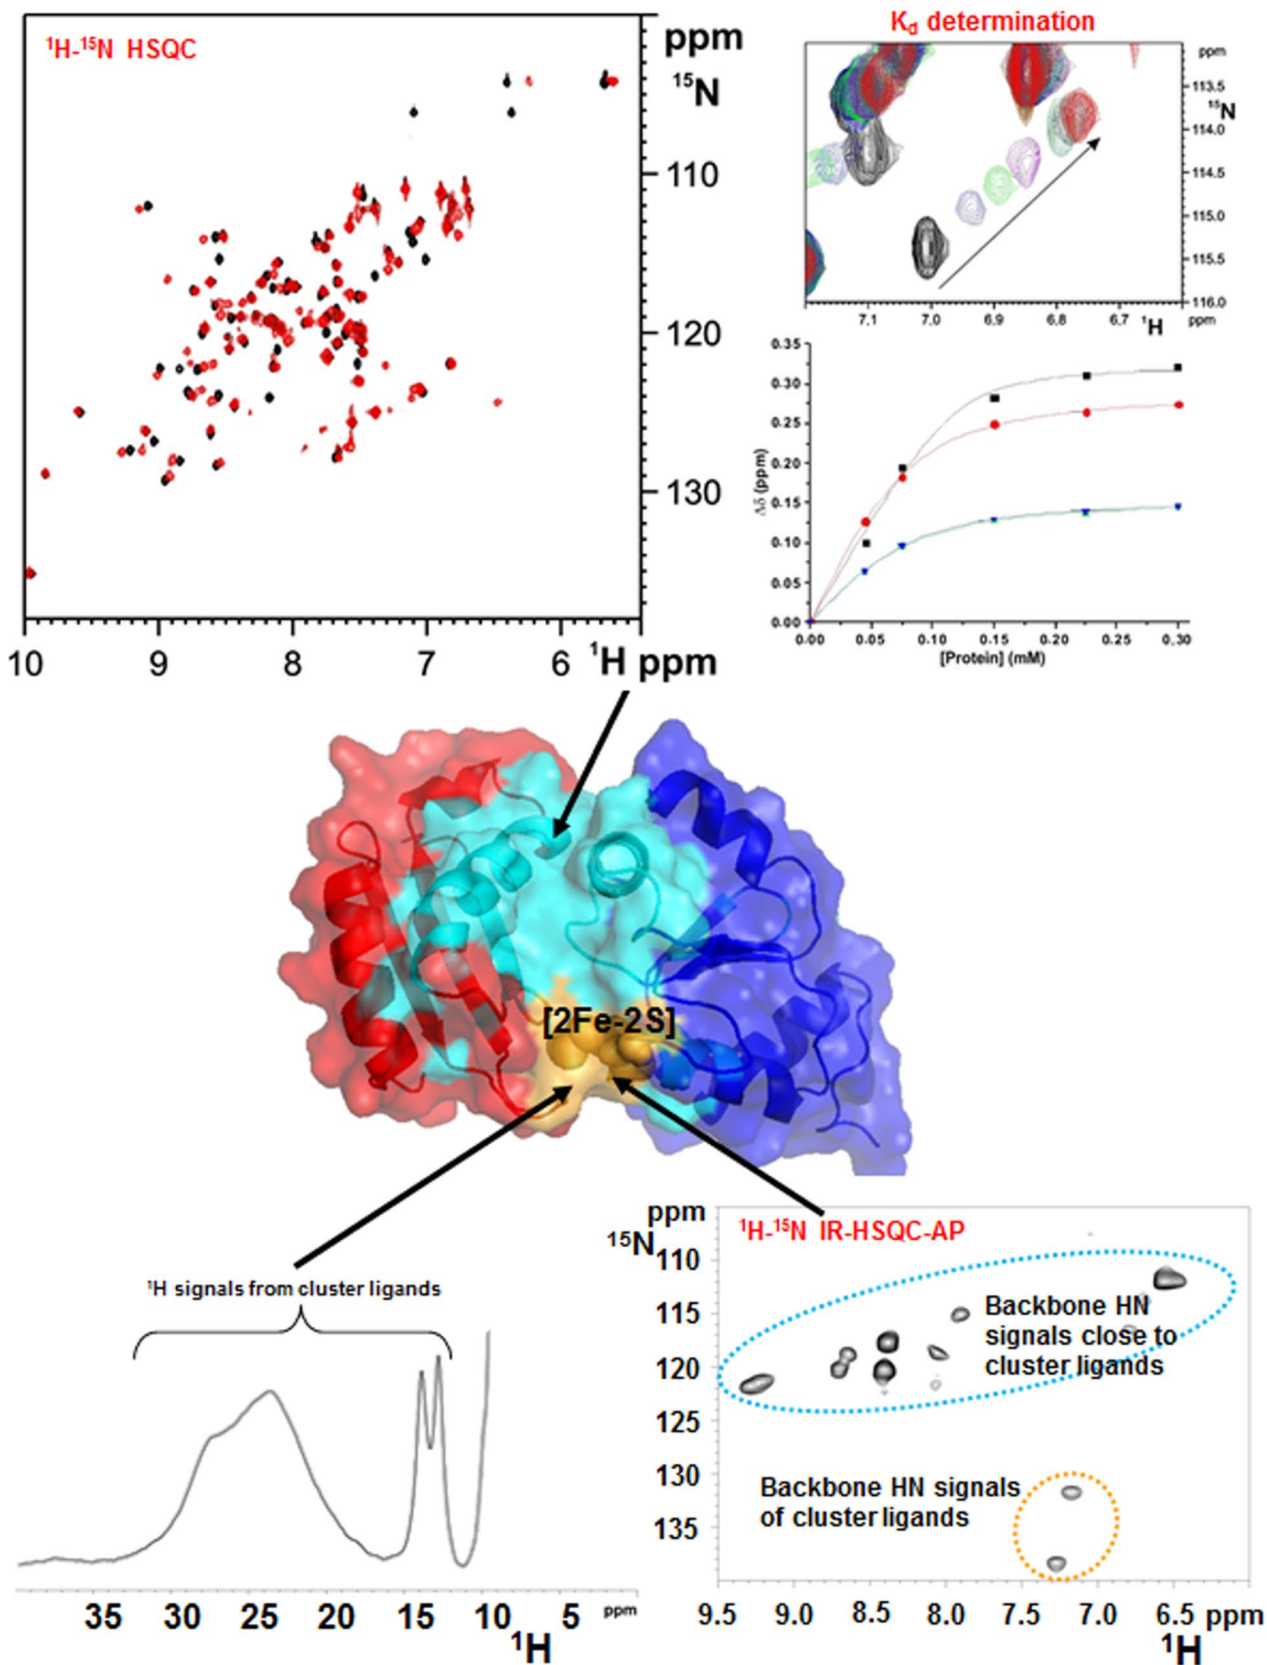 ¹H-¹⁵N HSQC
ppm
¹⁵N
110
120
130
10 9 8 7 6 ¹H ppm
Kd determination
ppm
113.5
¹⁵N
114.0
114.5
115.0
115.5
116.0
7.1 7.0 6.9 6.8 6.7 ¹H ppm
0.35
0.30
0.25
0.20
0.15
0.10
0.05
0.00
Δδ (ppm)
0.00 0.05 0.10 0.15 0.20 0.25 0.30
[Protein] (mM)
[2Fe-2S]
¹H signals from cluster ligands
35 30 25 20 15 10 5 ppm
¹H
ppm
¹⁵N
¹H-¹⁵N IR-HSQC-AP
110
115
120
125
130
135
Backbone HN
signals close to
cluster ligands
Backbone HN signals
of cluster ligands
9.5 9.0 8.5 8.0 7.5 7.0 6.5 ppm
¹H